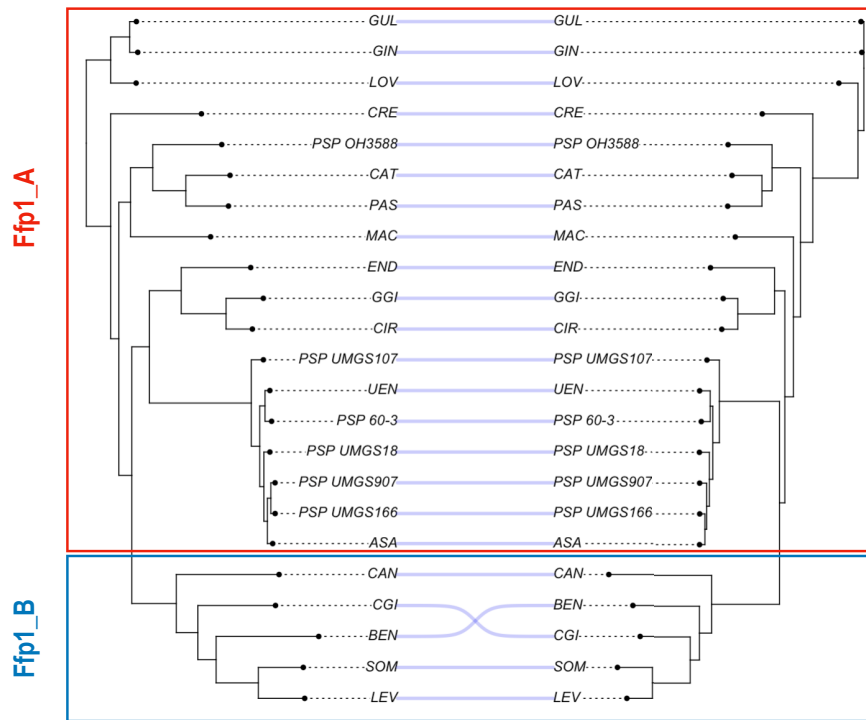 GUL GUL
GIN GIN
LOV LOV
CRE CRE
PSP OH3588 PSP OH3588
CAT CAT
PAS PAS
MAC MAC
END END
GGI GGI
CIR CIR
PSP UMGS107 PSP UMGS107
UEN UEN
PSP 60-3 PSP 60-3
PSP UMGS18 PSP UMGS18
PSP UMGS907 PSP UMGS907
PSP UMGS166 PSP UMGS166
ASA ASA
Ffp1_A
CAN CAN
CGI BEN
BEN CGI
SOM SOM
LEV LEV
Ffp1_B